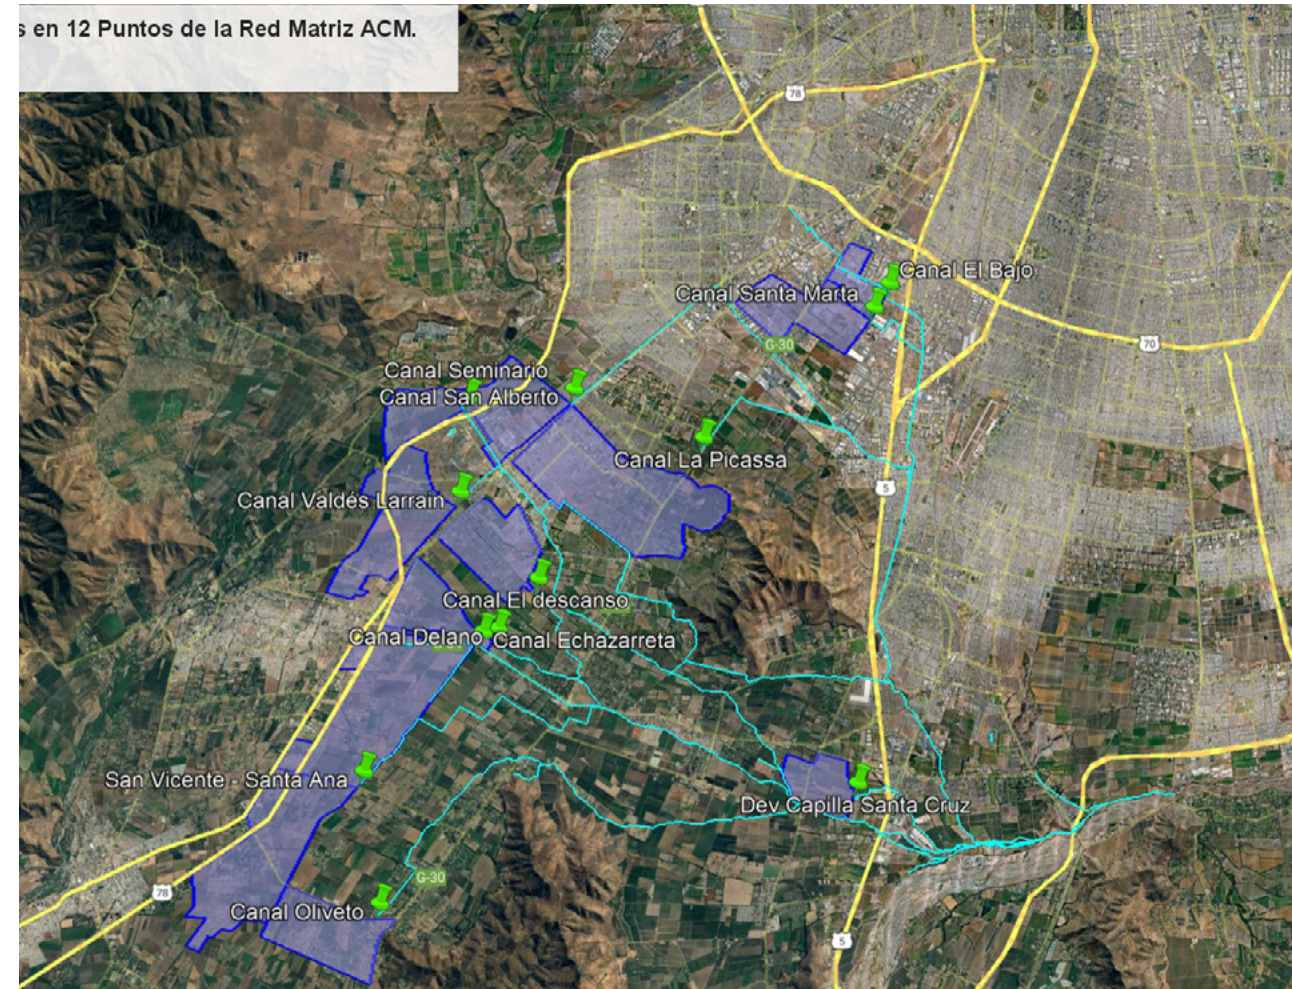 s en 12 Puntos de la Red Matriz ACM.
78
Canal El Bajo
Canal Santa Marta
G-30
70
Canal Seminario
Canal San Alberto
Canal La Picassa
5
Canal Valdés Larrain
Canal El descanso
Canal Delano
Canal Echazarreta
San Vicente - Santa Ana
Dev Capilla Santa Cruz
G-30
78
Canal Oliveto
5